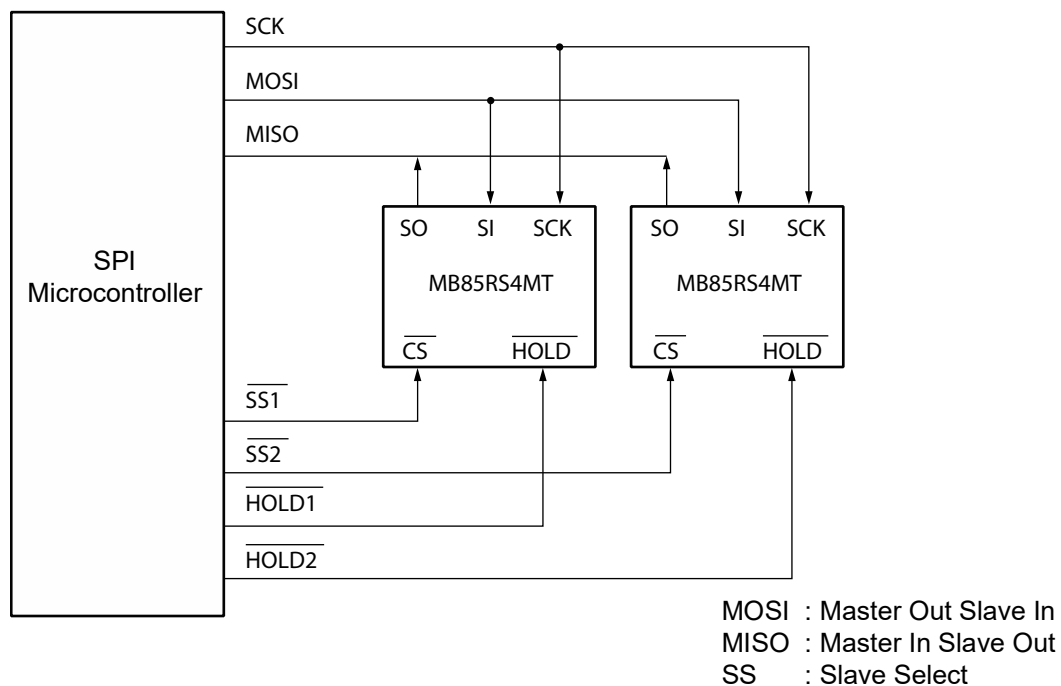 SCK
MOSI
MISO
SPI
Microcontroller
SO SI SCK
MB85RS4MT
CS HOLD
SO SI SCK
MB85RS4MT
CS HOLD
SS1
SS2
HOLD1
HOLD2
MOSI : Master Out Slave In
MISO : Master In Slave Out
SS : Slave Select